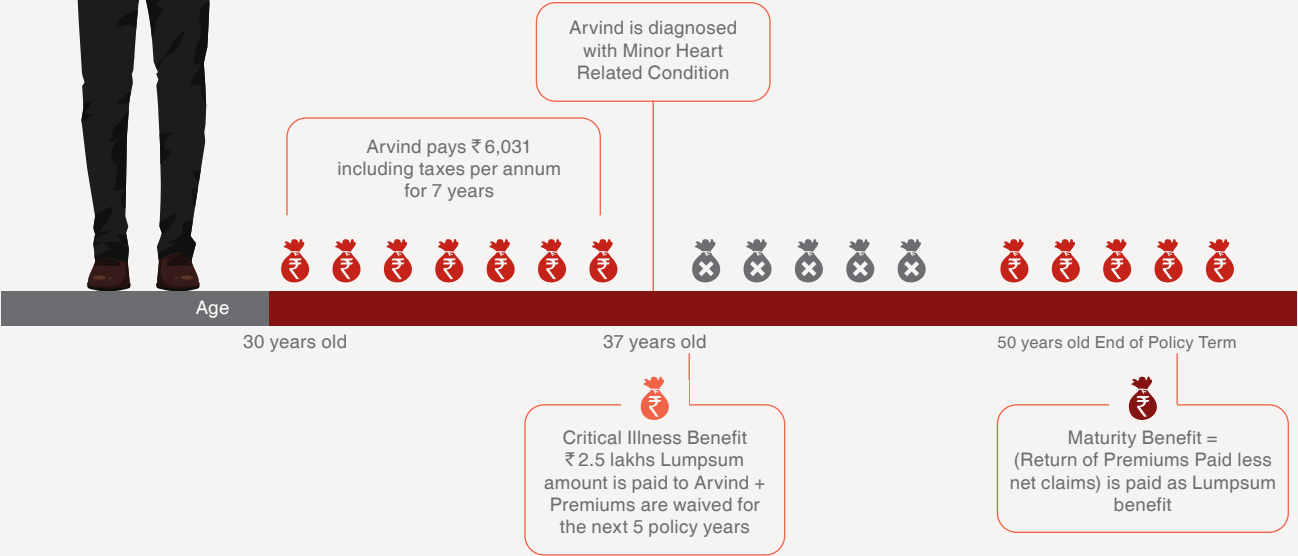 Arvind is diagnosed
with Minor Heart
Related Condition
Arvind pays ₹ 6,031
including taxes per annum
for 7 years
₹ ₹ ₹ ₹ ₹ ₹ ₹
₹ ₹ ₹ ₹ ₹
Age
30 years old
37 years old
50 years old End of Policy Term
₹
Critical Illness Benefit
₹ 2.5 lakhs Lumpsum
amount is paid to Arvind +
Premiums are waived for
the next 5 policy years
₹
Maturity Benefit =
(Return of Premiums Paid less
net claims) is paid as Lumpsum
benefit